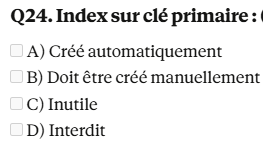 Q24. Index sur clé primaire : (
A) Créé automatiquement
B) Doit être créé manuellement
C) Inutile
D) Interdit